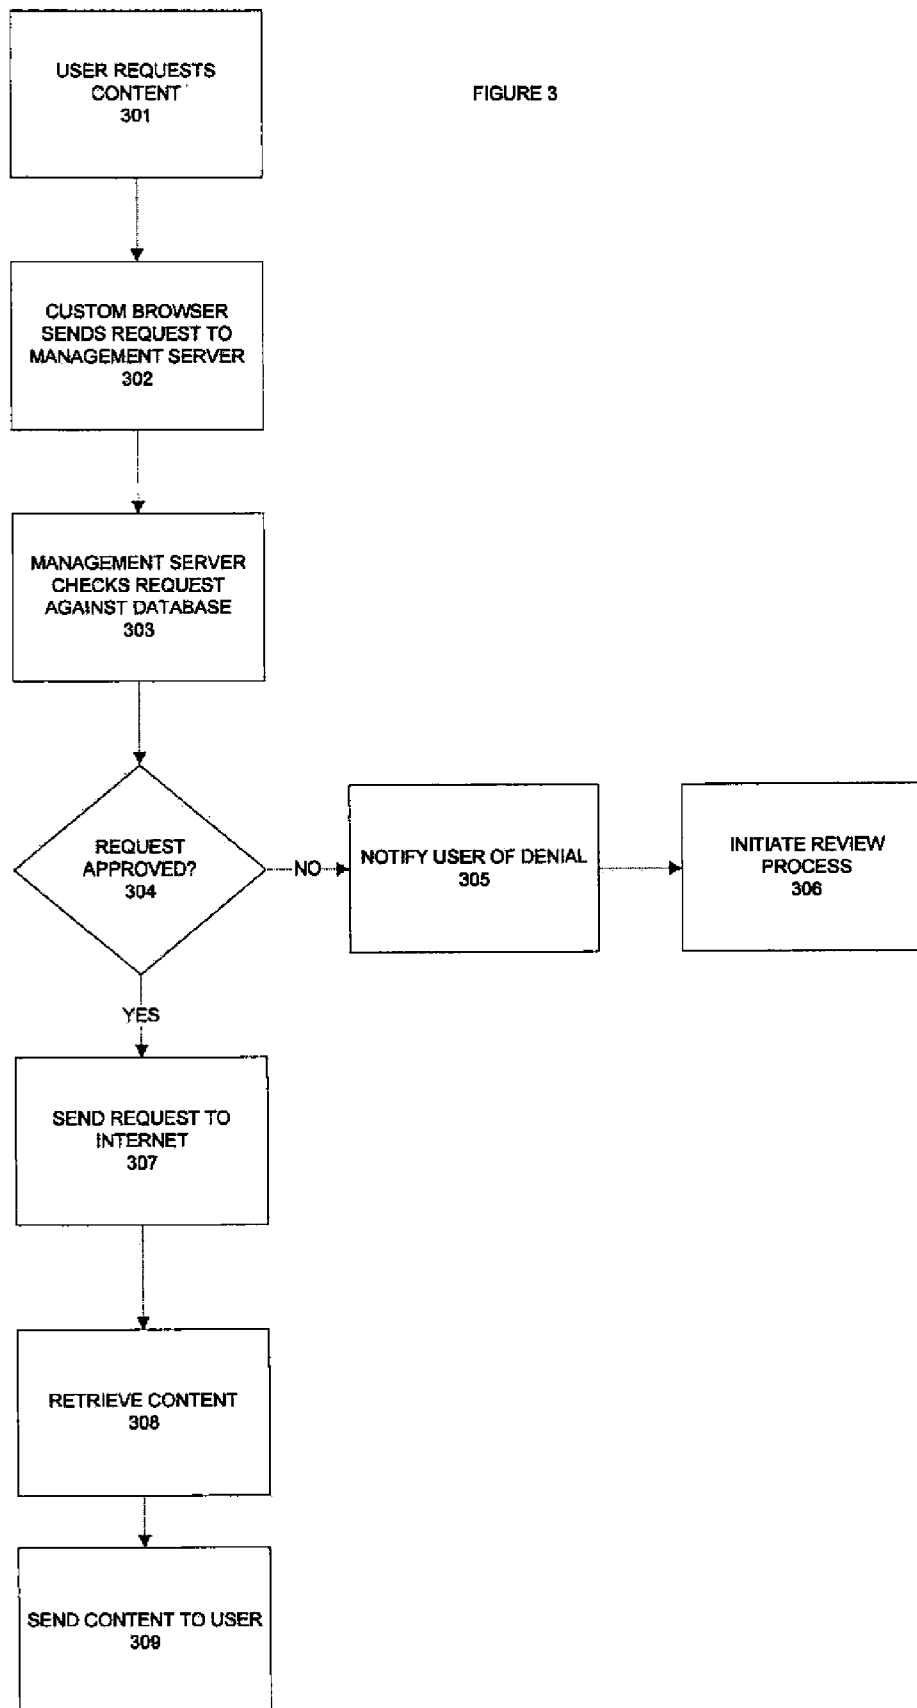 USER REQUESTS
CONTENT
301
FIGURE 3
CUSTOM BROWSER
SENDS REQUEST TO
MANAGEMENT SERVER
302
MANAGEMENT SERVER
CHECKS REQUEST
AGAINST DATABASE
303
REQUEST
APPROVED?
304
NO
NOTIFY USER OF DENIAL
305
INITIATE REVIEW
PROCESS
306
YES
SEND REQUEST TO
INTERNET
307
RETRIEVE CONTENT
308
SEND CONTENT TO USER
309